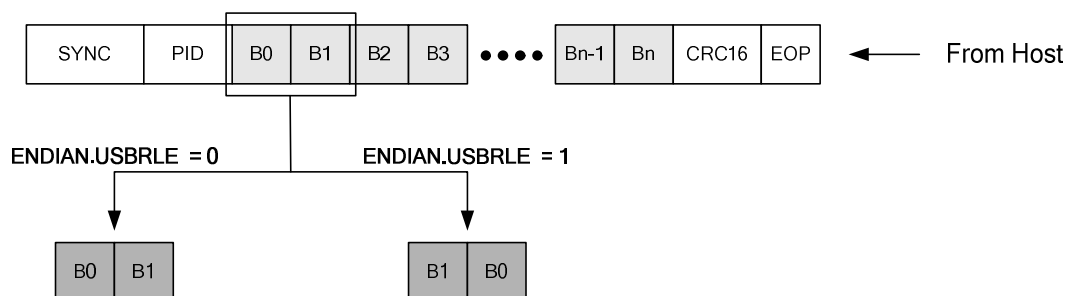 SYNC PID B0 B1 B2 B3 •••• Bn-1 Bn CRC16 EOP From Host
ENDIAN.USBRLE = 0 ENDIAN.USBRLE = 1
B0 B1 B1 B0